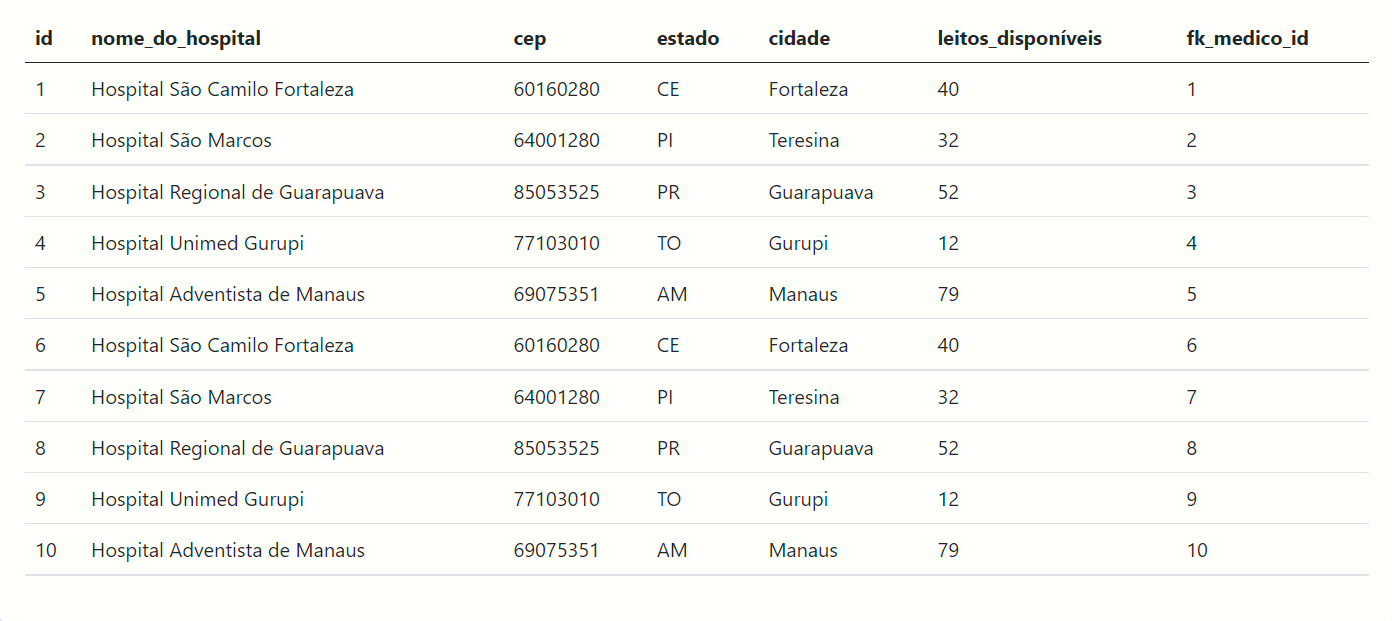 id nome_do_hospital cep estado cidade leitos_disponíveis fk_medico_id
1 Hospital São Camilo Fortaleza 60160280 CE Fortaleza 40 1
2 Hospital São Marcos 64001280 PI Teresina 32 2
3 Hospital Regional de Guarapuava 85053525 PR Guarapuava 52 3
4 Hospital Unimed Gurupi 77103010 TO Gurupi 12 4
5 Hospital Adventista de Manaus 69075351 AM Manaus 79 5
6 Hospital São Camilo Fortaleza 60160280 CE Fortaleza 40 6
7 Hospital São Marcos 64001280 PI Teresina 32 7
8 Hospital Regional de Guarapuava 85053525 PR Guarapuava 52 8
9 Hospital Unimed Gurupi 77103010 TO Gurupi 12 9
10 Hospital Adventista de Manaus 69075351 AM Manaus 79 10